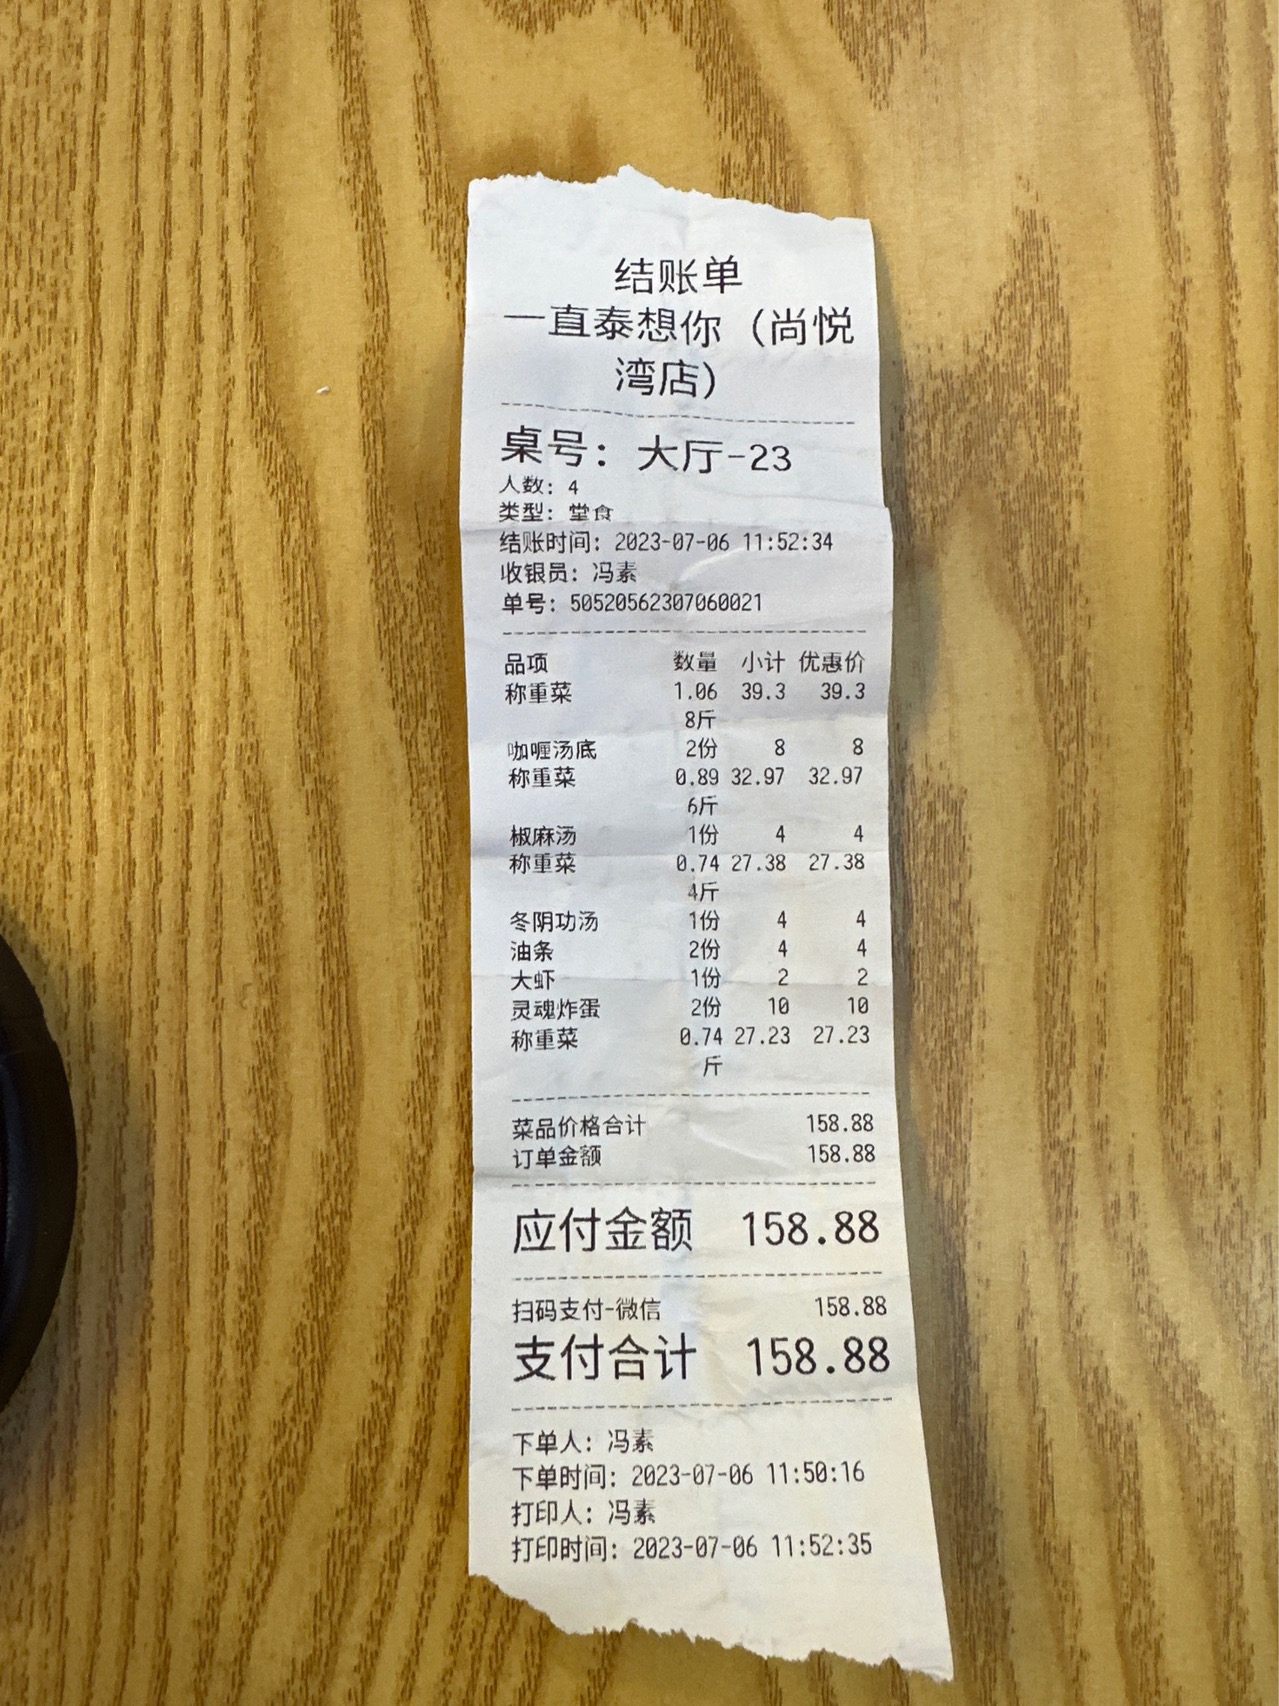 结账单
一直泰想你（尚悦
湾店）
桌号：大厅-23
人数：4
类型：堂食
结账时间：2023-07-06 11:52:34
收银员：冯素
单号：505205623070​60021
品项 数量 小计 优惠价
称重菜 1.06 39.3 39.3
8斤
咖喱汤底 2份 8 8
称重菜 0.89 32.97 32.97
6斤
椒麻汤 1份 4 4
称重菜 0.74 27.38 27.38
4斤
冬阴功汤 1份 4 4
油条 2份 4 4
大虾 1份 2 2
灵魂炸蛋 2份 10 10
称重菜 0.74 27.23 27.23
斤
菜品价格合计 158.88
订单金额 158.88
应付金额 158.88
扫码支付-微信 158.88
支付合计 158.88
下单人：冯素
下单时间：2023-07-06 11:50:16
打印人：冯素
打印时间：2023-07-06 11:52:35